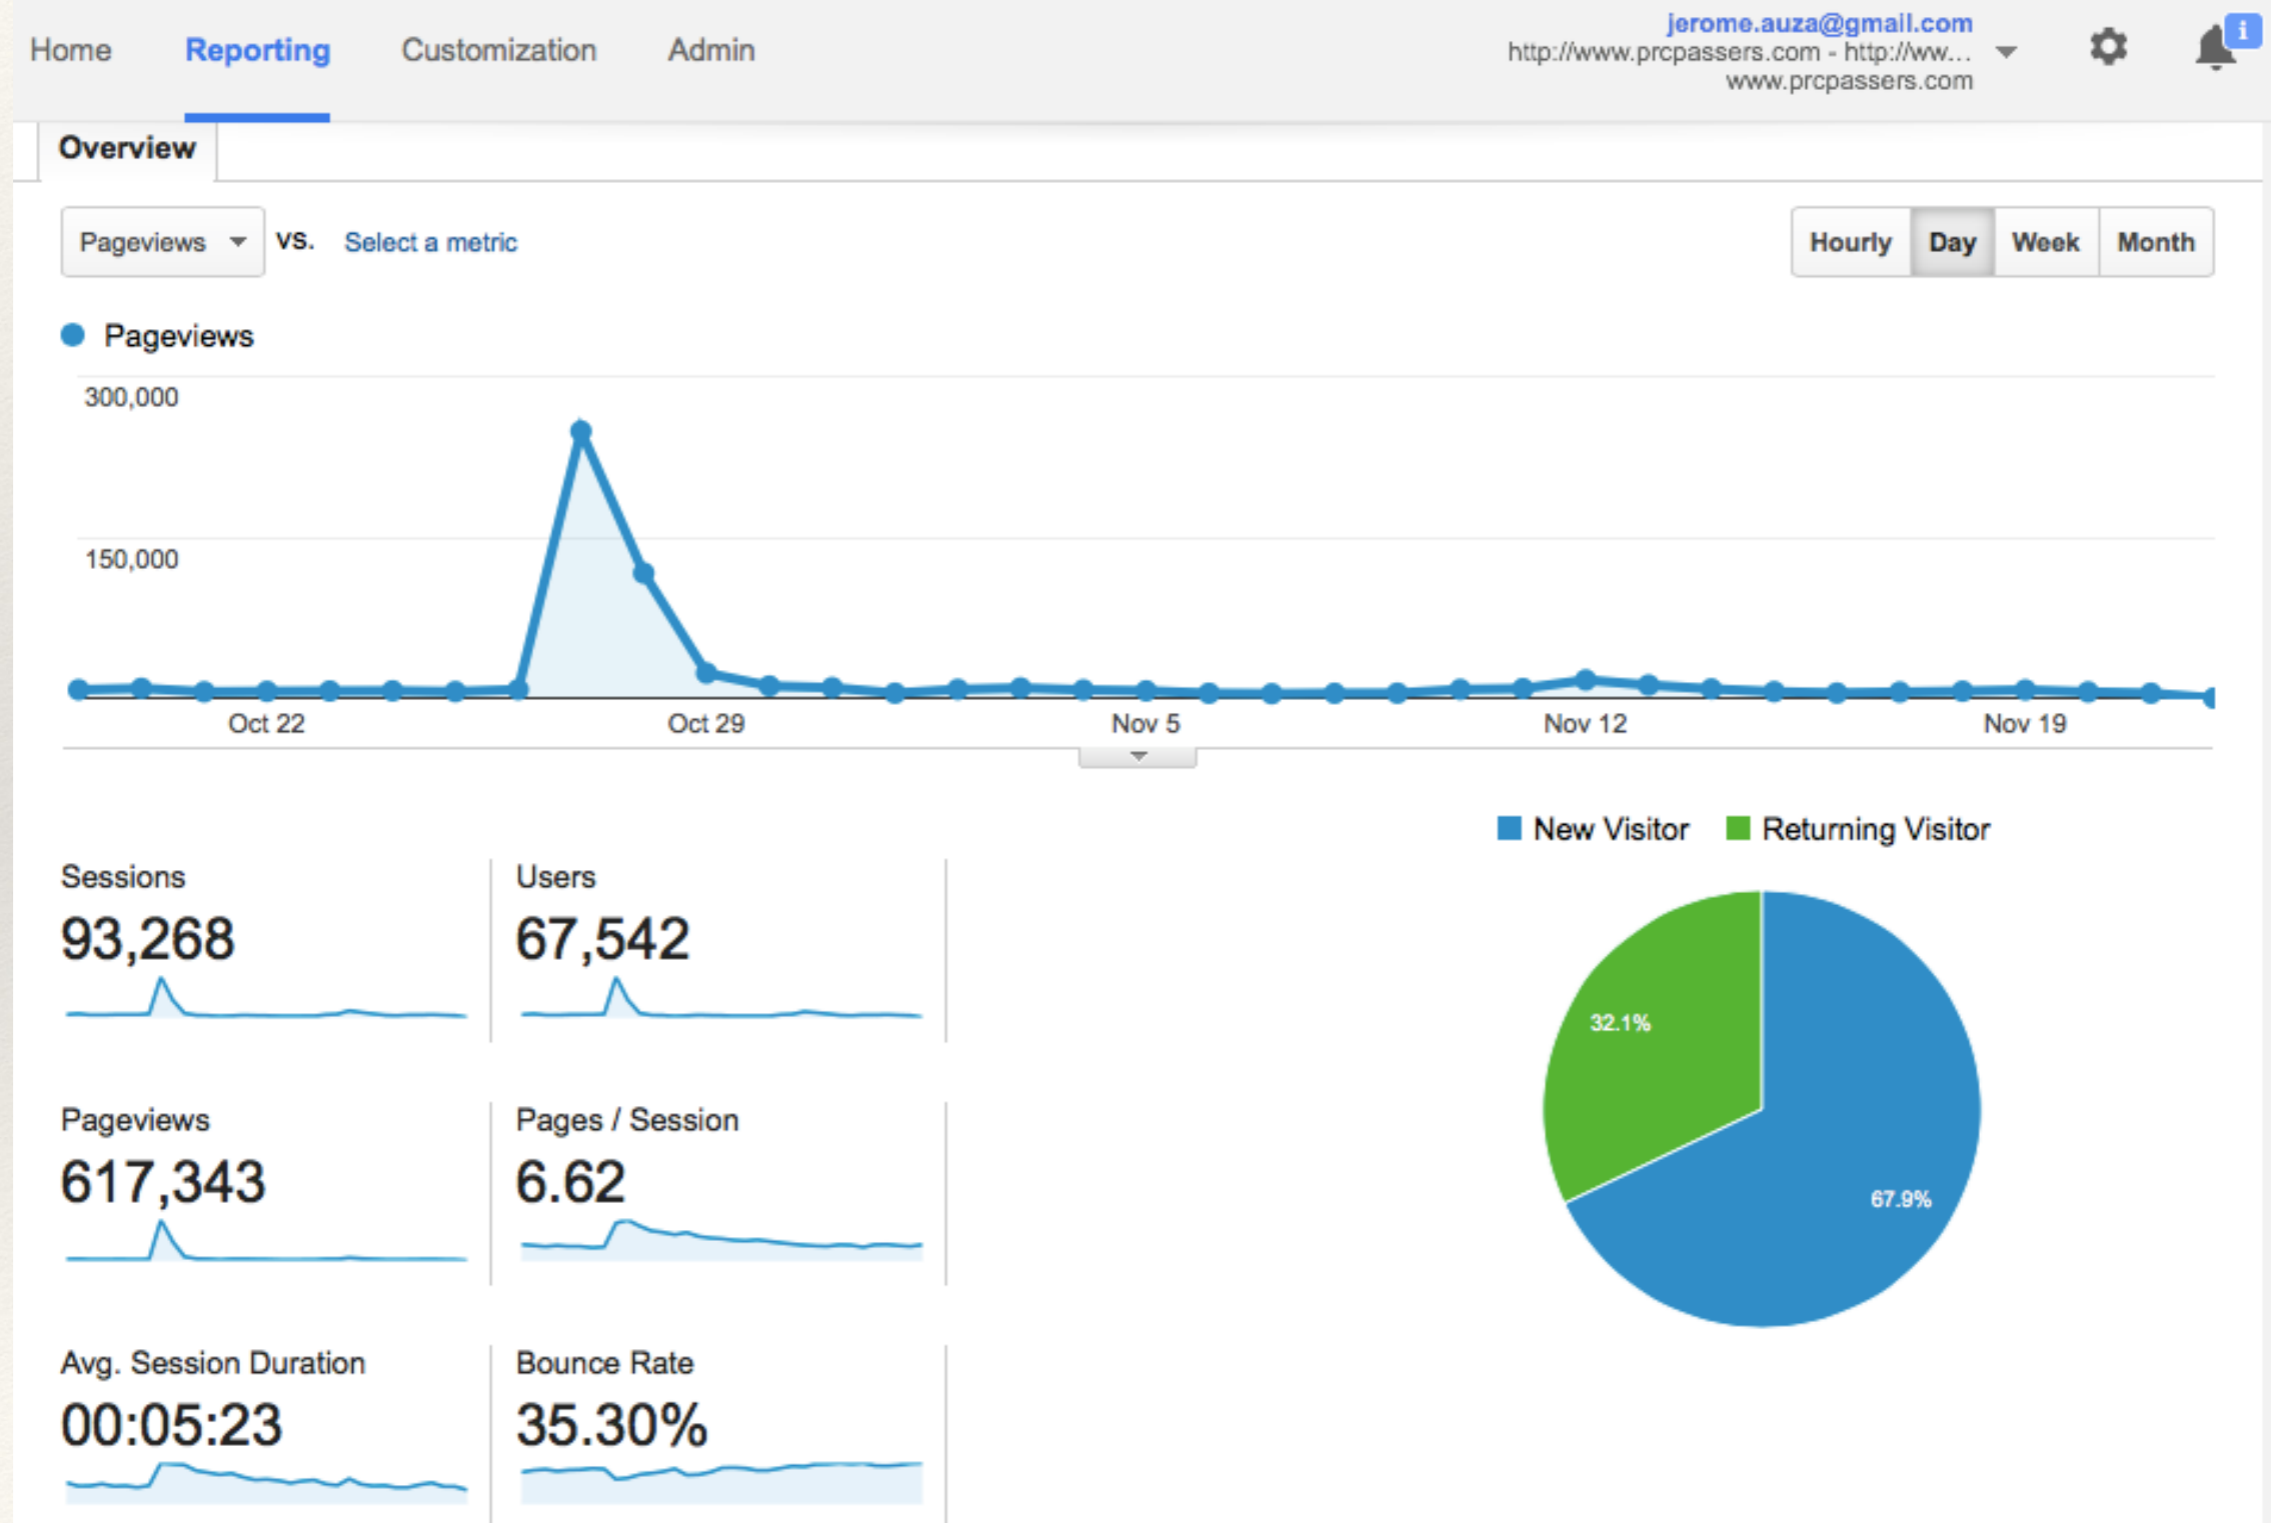 Home Reporting Customization Admin
jerome.auza@gmail.com
http://www.prcpassers.com - http://ww...
www.prcpassers.com
i
Overview
Pageviews VS. Select a metric
Hourly Day Week Month
Pageviews
300,000
150,000
Oct 22 Oct 29 Nov 5 Nov 12 Nov 19
New Visitor Returning Visitor
Sessions Users
93,268 67,542
32.1%
67.9%
Pageviews Pages / Session
617,343 6.62
Avg. Session Duration Bounce Rate
00:05:23 35.30%